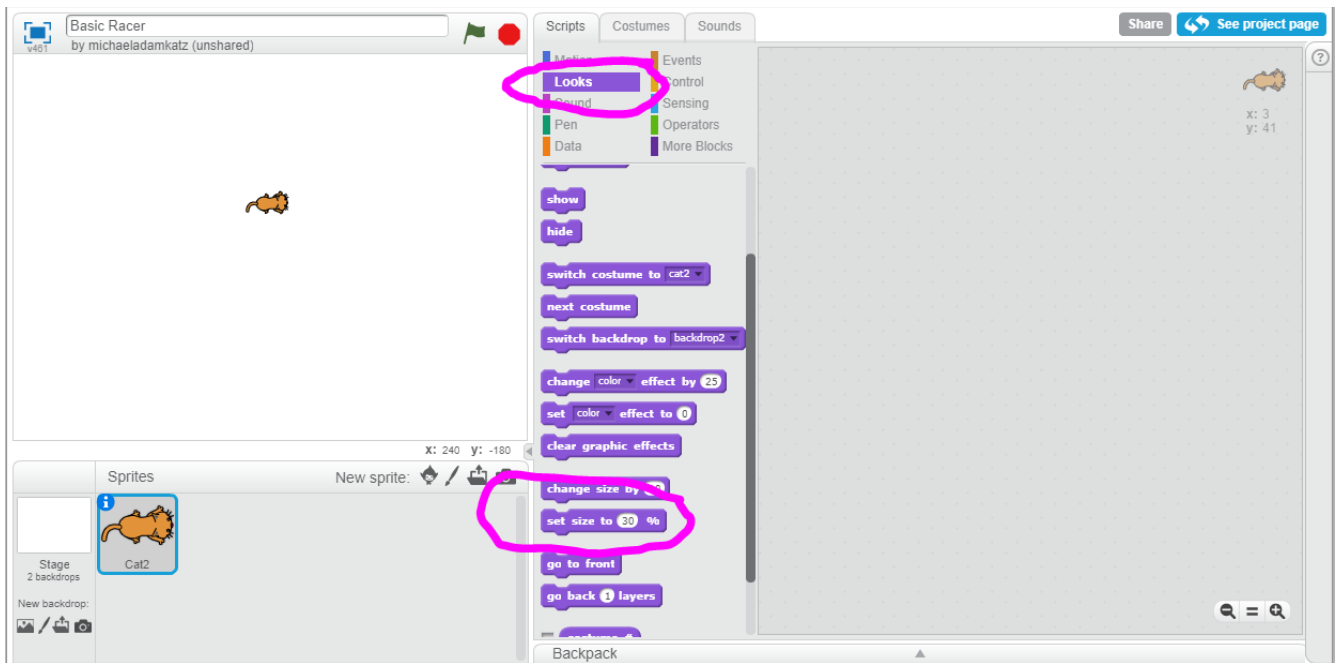 Basic Racer
by michaeladamkatz (unshared)
v461
Scripts Costumes Sounds
Share See project page
Motion Events
Looks Control
Sound Sensing
Pen Operators
Data More Blocks
x: 3
y: 41
show
hide
switch costume to cat2
next costume
switch backdrop to backdrop2
change color effect by 25
set color effect to 0
clear graphic effects
change size by
set size to 30 %
go to front
go back 1 layers
costume #
X: 240 y: -180
Sprites New sprite:
Stage
2 backdrops
New backdrop:
Cat2
Backpack